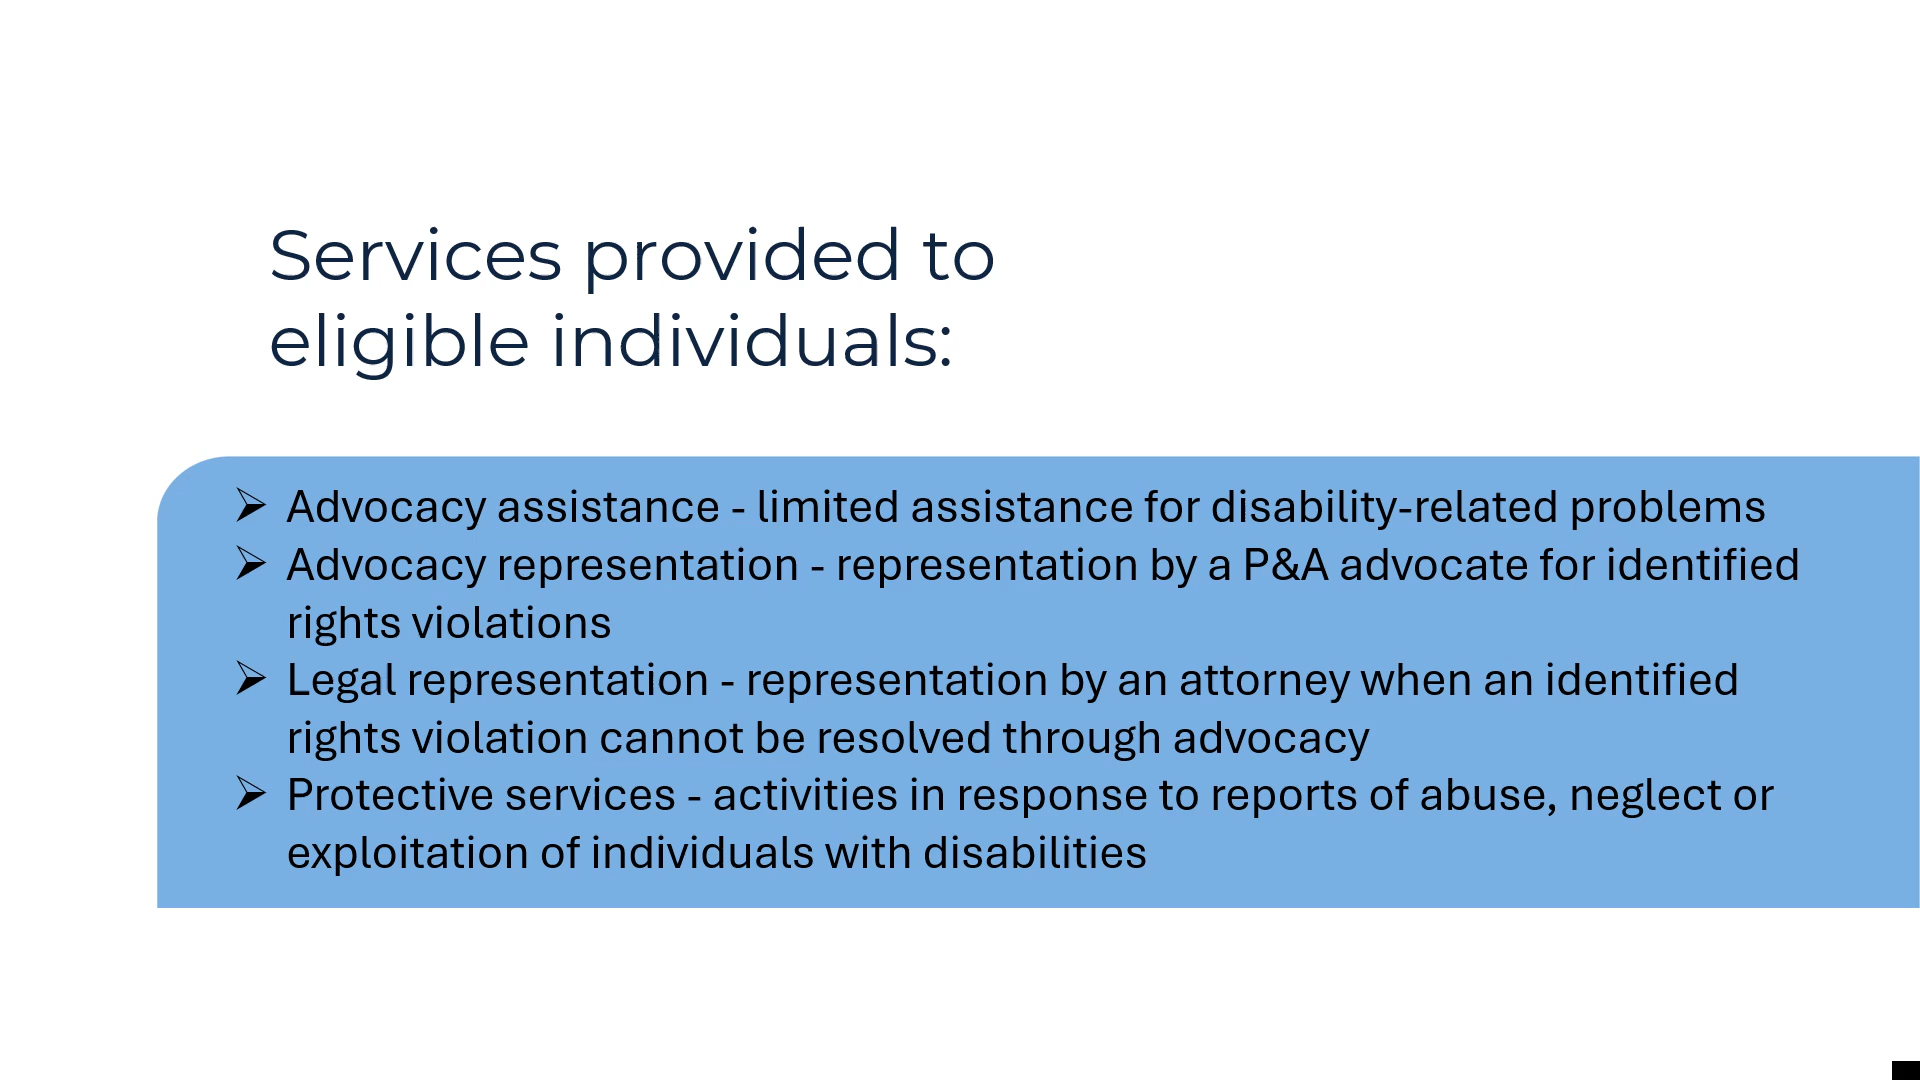 Services provided to
eligible individuals:
➢ Advocacy assistance - limited assistance for disability-related problems
➢ Advocacy representation - representation by a P&A advocate for identified
rights violations
➢ Legal representation - representation by an attorney when an identified
rights violation cannot be resolved through advocacy
➢ Protective services - activities in response to reports of abuse, neglect or
exploitation of individuals with disabilities